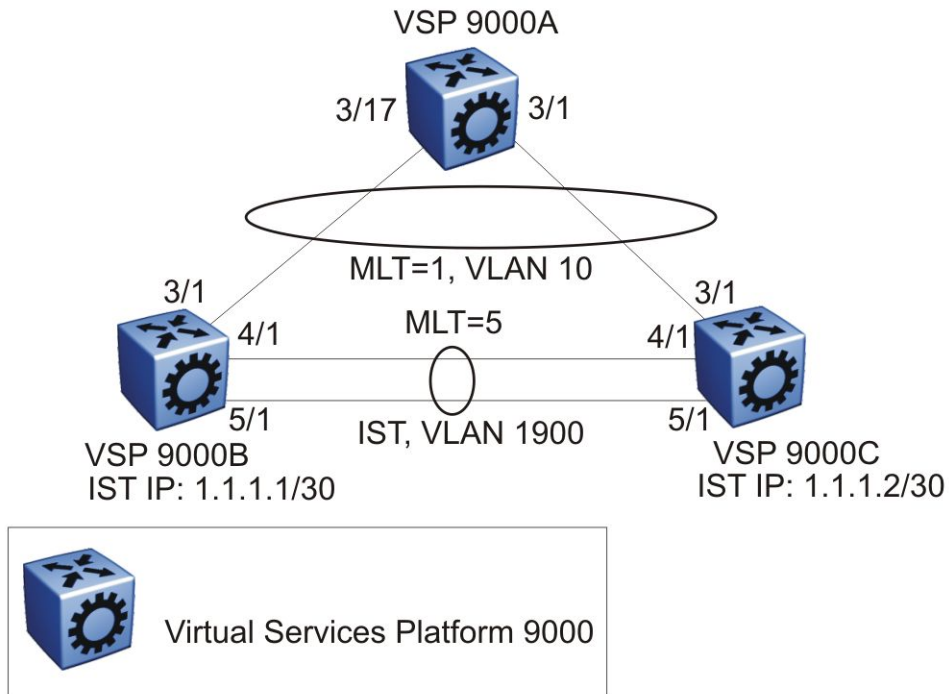 VSP 9000A
3/17
3/1
MLT=1, VLAN 10
3/1
3/1
MLT=5
4/1
4/1
5/1
5/1
IST, VLAN 1900
VSP 9000B
IST IP: 1.1.1.1/30
VSP 9000C
IST IP: 1.1.1.2/30
Virtual Services Platform 9000